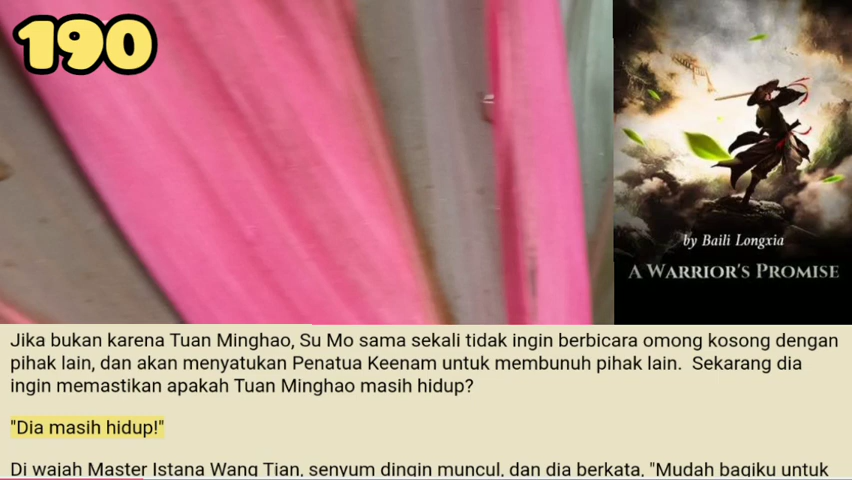 190
by Baili Longxia
A WARRIOR'S PROMISE
Jika bukan karena Tuan Minghao, Su Mo sama sekali tidak ingin berbicara omong kosong dengan
pihak lain, dan akan menyatukan Penatua Keenam untuk membunuh pihak lain.  Sekarang dia
ingin memastikan apakah Tuan Minghao masih hidup?
"Dia masih hidup!"
Di wajah Master Istana Wang Tian, senyum dingin muncul, dan dia berkata, "Mudah bagiku untuk